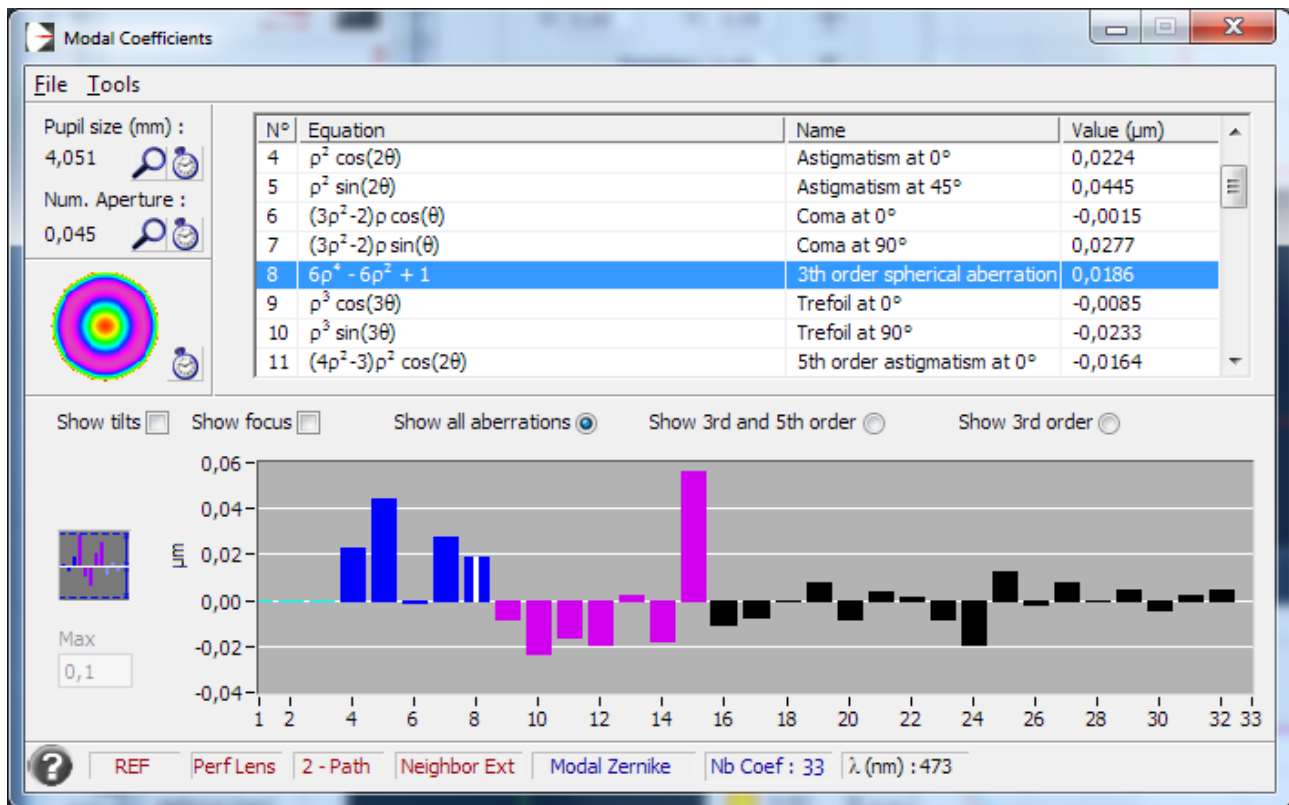 Modal Coefficients
File Tools
Pupil size (mm) :
4,051
Num. Aperture :
0,045
N° Equation Name Value (µm)
4 ρ² cos(2θ) Astigmatism at 0° 0,0224
5 ρ² sin(2θ) Astigmatism at 45° 0,0445
6 (3ρ²-2)ρ cos(θ) Coma at 0° -0,0015
7 (3ρ²-2)ρ sin(θ) Coma at 90° 0,0277
8 6ρ⁴ - 6ρ² + 1 3th order spherical aberration 0,0186
9 ρ³ cos(3θ) Trefoil at 0° -0,0085
10 ρ³ sin(3θ) Trefoil at 90° -0,0233
11 (4ρ²-3)ρ² cos(2θ) 5th order astigmatism at 0° -0,0164
Show tilts Show focus Show all aberrations Show 3rd and 5th order Show 3rd order
0,06
0,04
0,02
0,00
-0,02
-0,04
µm
Max
0,1
1 2 4 6 8 10 12 14 16 18 20 22 24 26 28 30 32 33
? REF Perf Lens 2 - Path Neighbor Ext Modal Zernike Nb Coef : 33 λ (nm) :473